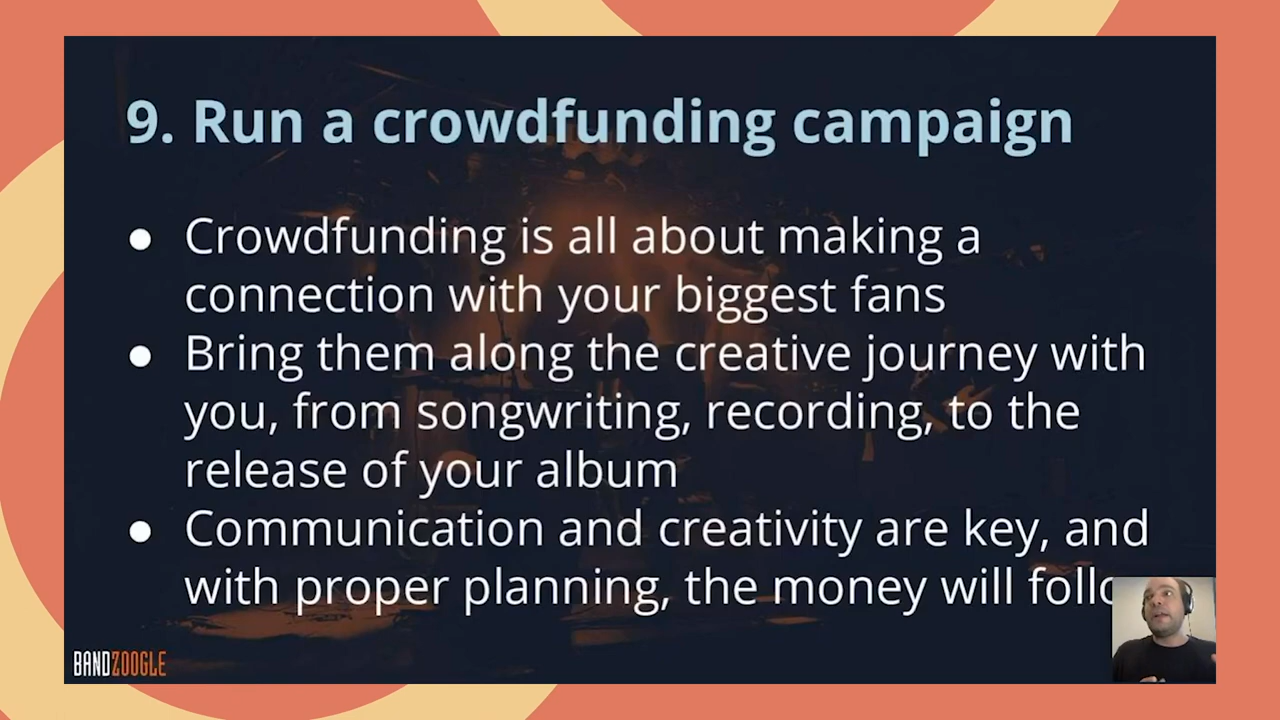 9. Run a crowdfunding campaign
● Crowdfunding is all about making a
connection with your biggest fans
● Bring them along the creative journey with
you, from songwriting, recording, to the
release of your album
● Communication and creativity are key, and
with proper planning, the money will
BANDZOOGLE